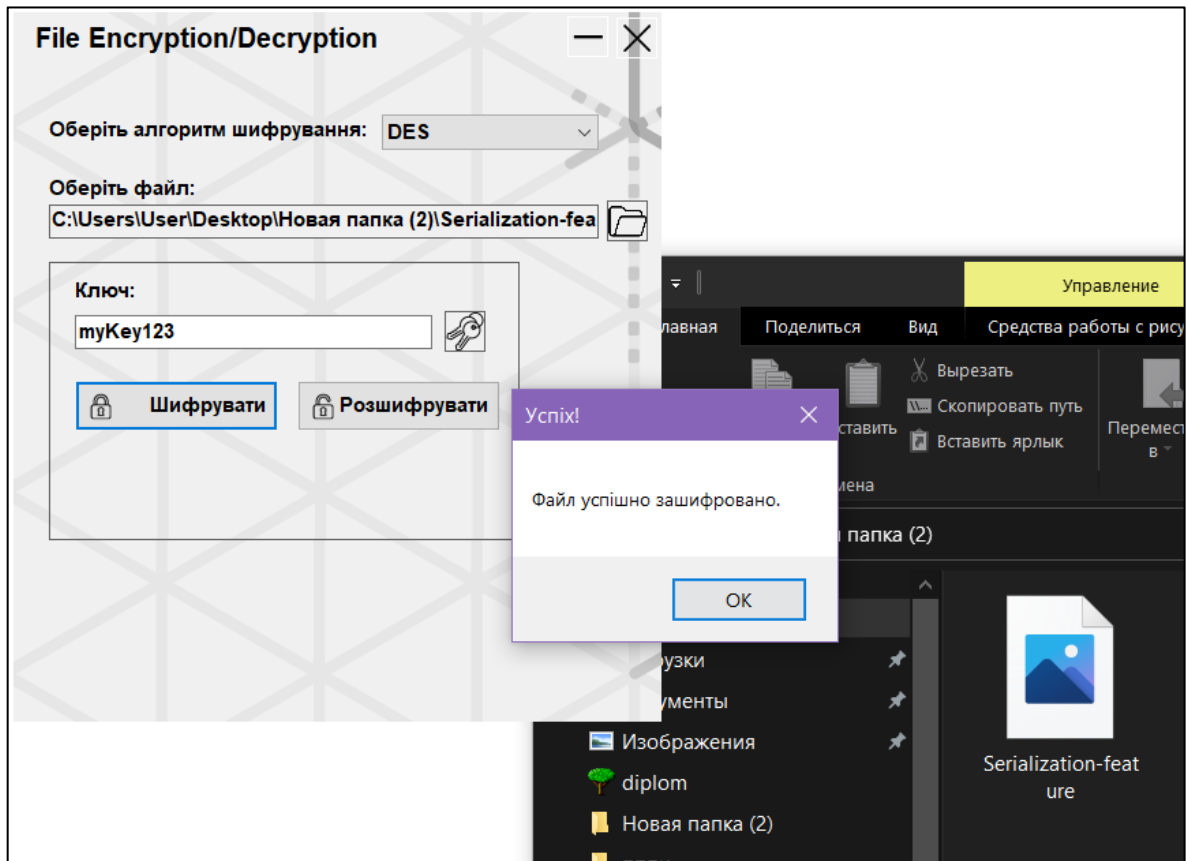 File Encryption/Decryption
Оберіть алгоритм шифрування: DES
Оберіть файл:
C:\Users\User\Desktop\Новая папка (2)\Serialization-fea
Ключ:
myKey123
Шифрувати Розшифрувати
Успіх!
Файл успішно зашифровано.
OK
Управление
лавная Поделиться Вид Средства работы с рису
Вырезать
Скопировать путь
ставить Вставить ярлык
Перемест
в
мена
папка (2)
рузки
ументы
Изображения
diplom
Новая папка (2)
Serialization-feat
ure